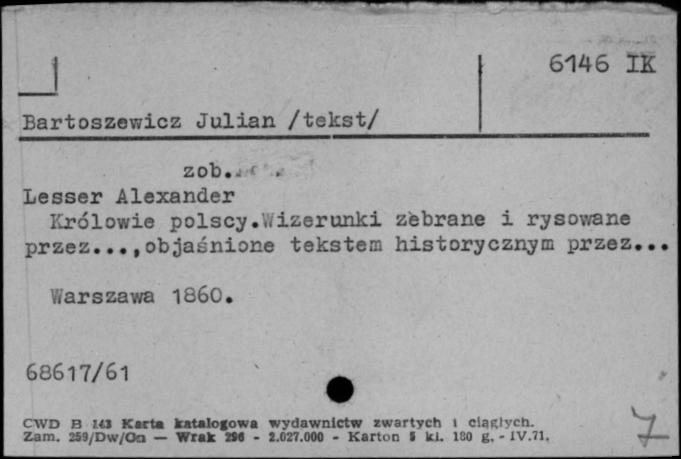 6146 IK
Bartoszewicz Julian /tekst/
zob.
Lesser Alexander
Królowie polscy.Wizerunki zebrane i rysowane
przez...,objaśnione tekstem historycznym przez...
Warszawa 1860.
68617/61
CWD B 143 Karta katalogowa wydawnictw zwartych i ciągłych.
Zam. 259/Dw/Oa — Wrak 296 - 2.027.000 - Karton 5 kl. 180 g. - IV.71.
7